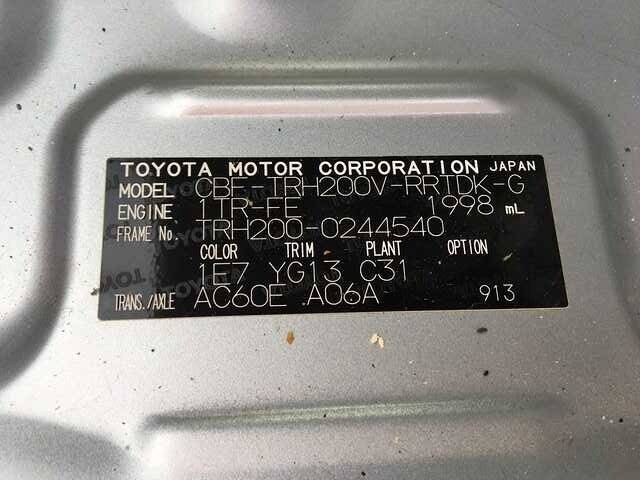 TOYOTA MOTOR CORPORATION JAPAN
MODEL CBF-TRH200V-RRTDK-G
ENGINE 1TR-FE 1998 mL
FRAME No. TRH200-0244540
COLOR TRIM PLANT OPTION
1E7 YG13 C31
TRANS./AXLE AC60E A06A 913